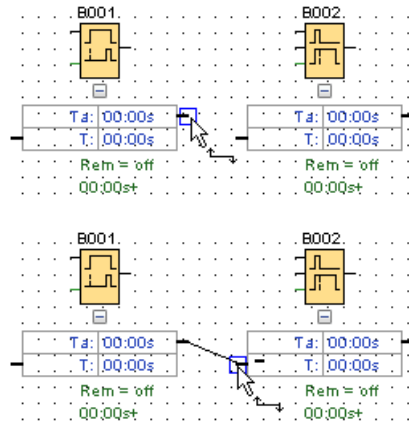 B001 B002
Ta: 00:00s Ta: 00:00s
T: 00:00s T: 00:00s
Rem = off Rem = off
00:00s+ 00:00s+
B001 B002
Ta: 00:00s Ta: 00:00s
T: 00:00s T: 00:00s
Rem = off Rem = off
00:00s+ 00:00s+